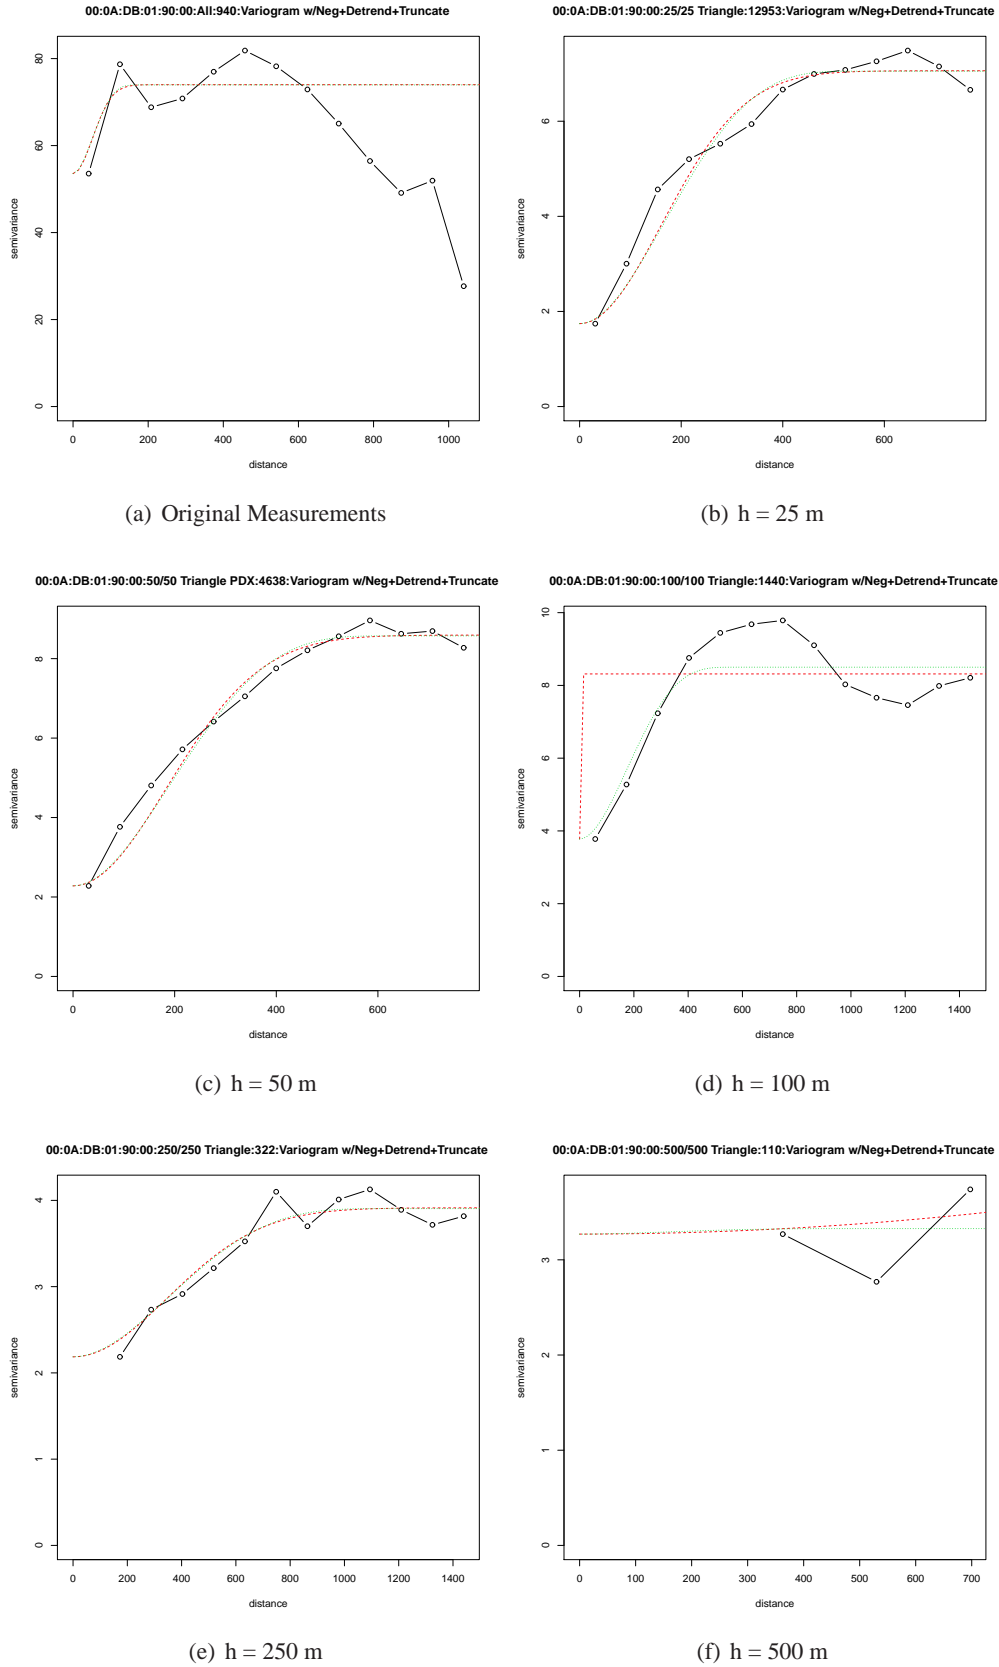 00:0A:DB:01:90:00:All:940:Variogram w/Neg+Detrend+Truncate
semivariance
80
60
40
20
0
0 200 400 600 800 1000
distance
(a) Original Measurements
00:0A:DB:01:90:00:25/25 Triangle:12953:Variogram w/Neg+Detrend+Truncate
semivariance
6
4
2
0
0 200 400 600
distance
(b) h = 25 m
00:0A:DB:01:90:00:50/50 Triangle PDX:4638:Variogram w/Neg+Detrend+Truncate
semivariance
8
6
4
2
0
0 200 400 600
distance
(c) h = 50 m
00:0A:DB:01:90:00:100/100 Triangle:1440:Variogram w/Neg+Detrend+Truncate
semivariance
10
8
6
4
2
0
0 200 400 600 800 1000 1200 1400
distance
(d) h = 100 m
00:0A:DB:01:90:00:250/250 Triangle:322:Variogram w/Neg+Detrend+Truncate
semivariance
4
3
2
1
0
0 200 400 600 800 1000 1200 1400
distance
(e) h = 250 m
00:0A:DB:01:90:00:500/500 Triangle:110:Variogram w/Neg+Detrend+Truncate
semivariance
3
2
1
0
0 100 200 300 400 500 600 700
distance
(f) h = 500 m